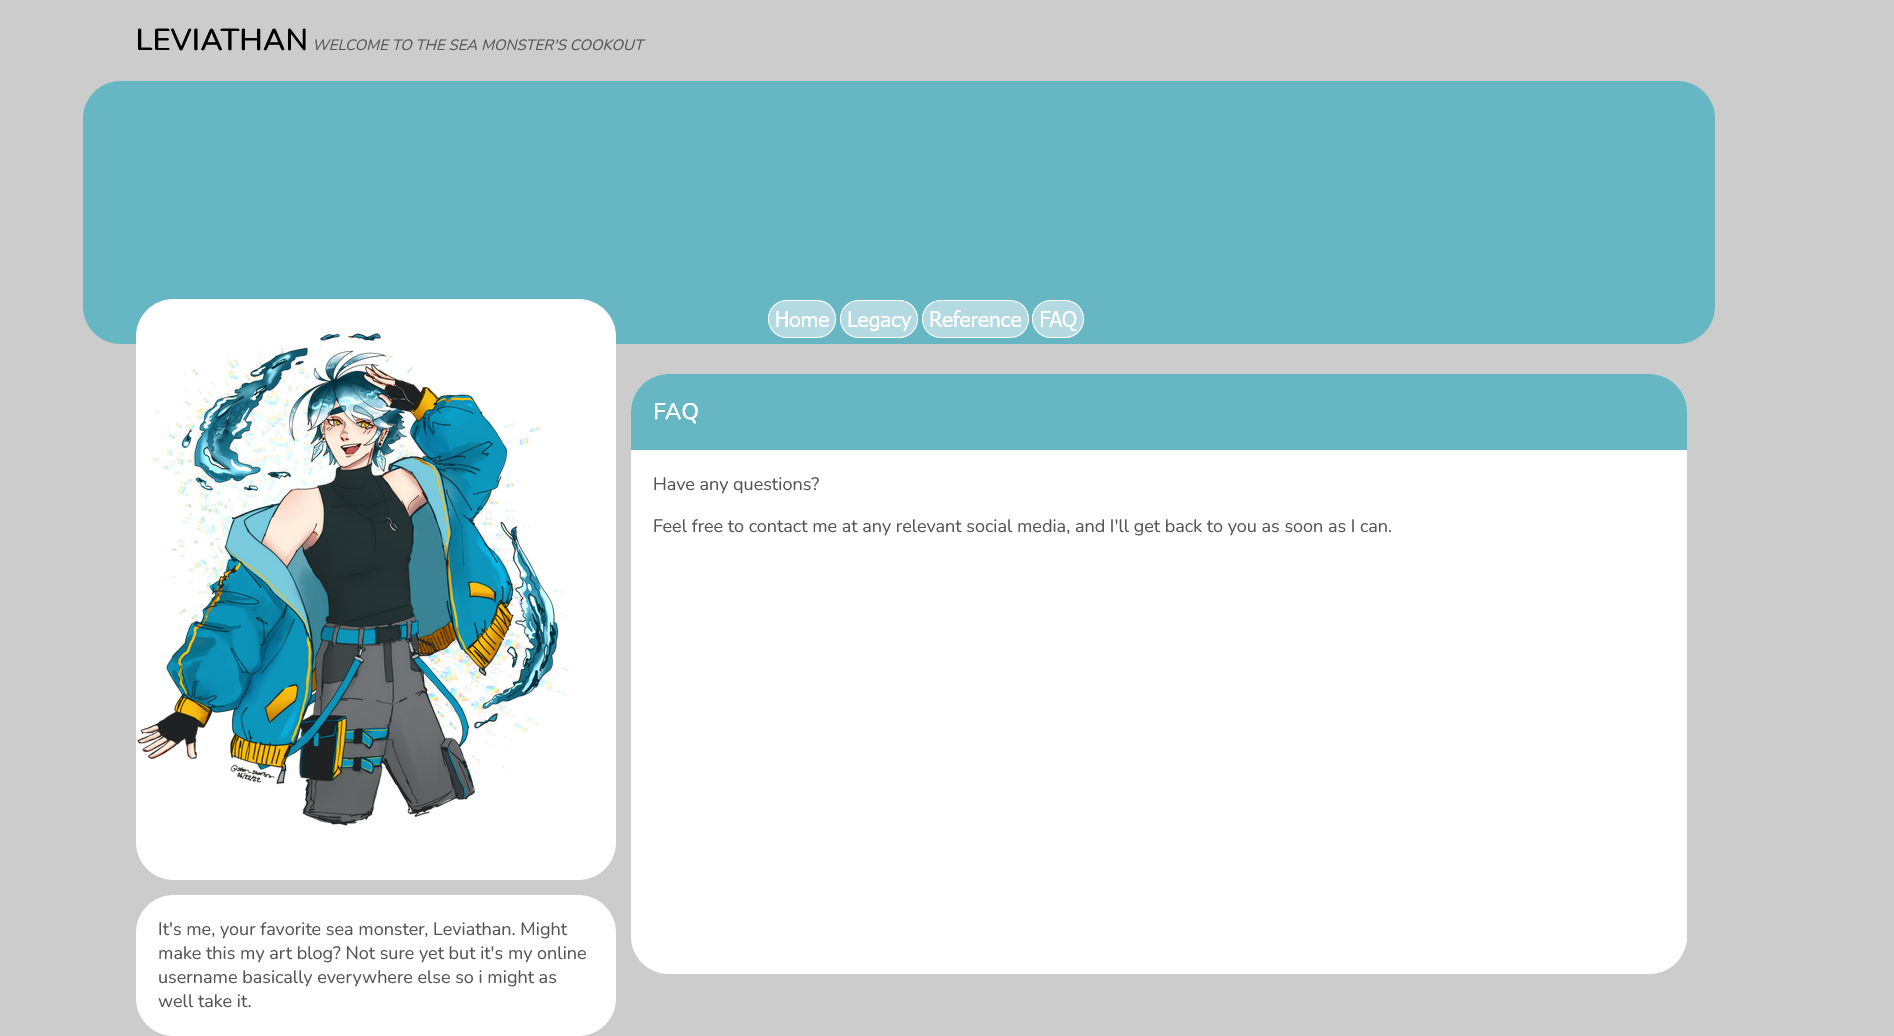 LEVIATHAN WELCOME TO THE SEA MONSTER'S COOKOUT
Home Legacy Reference FAQ
FAQ
Have any questions?
Feel free to contact me at any relevant social media, and I'll get back to you as soon as I can.
06/22/22
It's me, your favorite sea monster, Leviathan. Might
make this my art blog? Not sure yet but it's my online
username basically everywhere else so i might as
well take it.